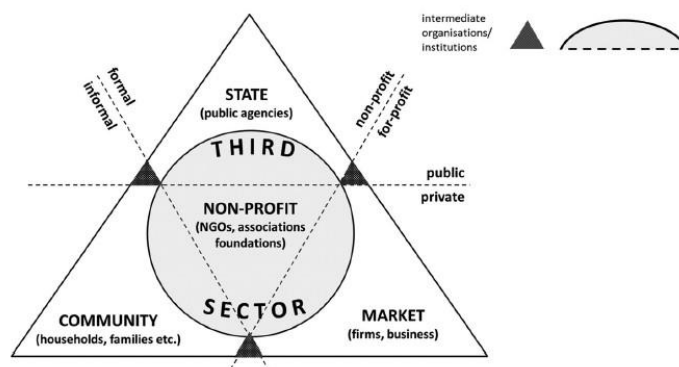 intermediate
organisations/
institutions
formal
informal
non-profit
for-profit
STATE
(public agencies)
THIRD
public
private
NON-PROFIT
(NGOs, associations
foundations)
SECTOR
COMMUNITY
(households, families etc.)
MARKET
(firms, business)